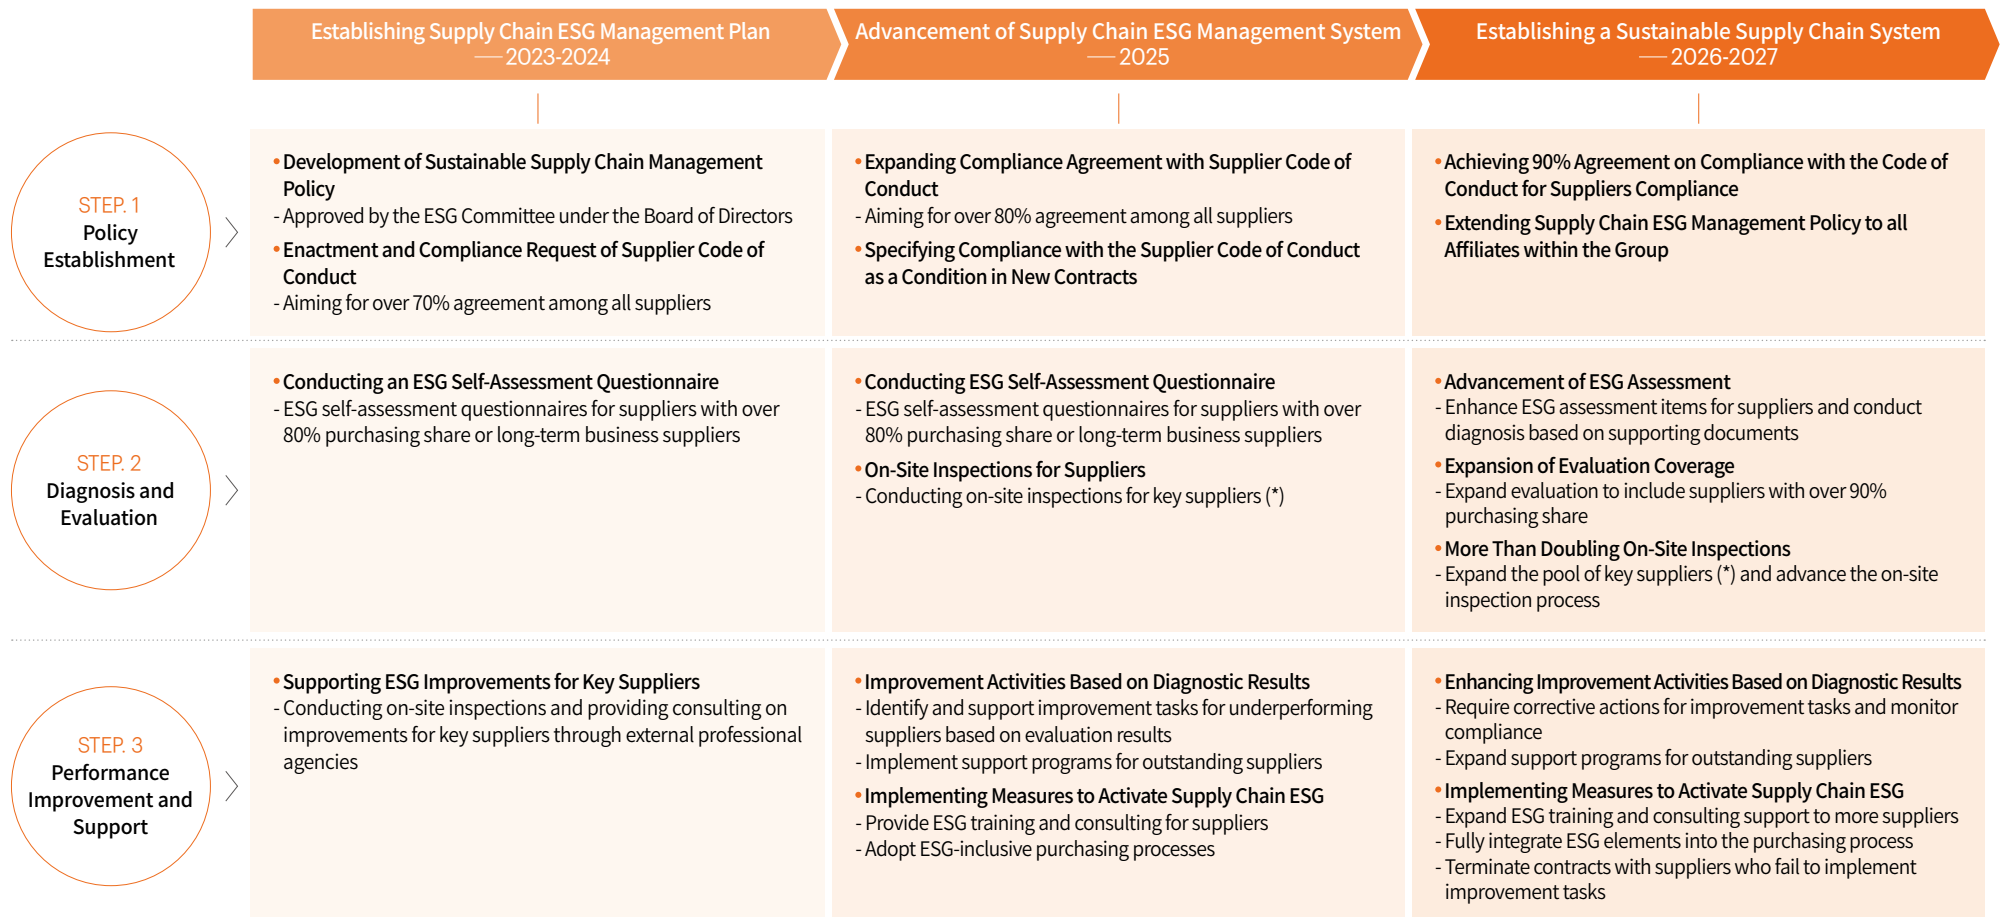 Establishing Supply Chain ESG Management Plan
2023-2024
Advancement of Supply Chain ESG Management System
2025
Establishing a Sustainable Supply Chain System
2026-2027
STEP. 1
Policy
Establishment
• Development of Sustainable Supply Chain Management
Policy
- Approved by the ESG Committee under the Board of Directors
• Enactment and Compliance Request of Supplier Code of
Conduct
- Aiming for over 70% agreement among all suppliers
• Expanding Compliance Agreement with Supplier Code of
Conduct
- Aiming for over 80% agreement among all suppliers
• Specifying Compliance with the Supplier Code of Conduct
as a Condition in New Contracts
• Achieving 90% Agreement on Compliance with the Code of
Conduct for Suppliers Compliance
• Extending Supply Chain ESG Management Policy to all
Affiliates within the Group
STEP. 2
Diagnosis and
Evaluation
• Conducting an ESG Self-Assessment Questionnaire
- ESG self-assessment questionnaires for suppliers with over
80% purchasing share or long-term business suppliers
• Conducting ESG Self-Assessment Questionnaire
- ESG self-assessment questionnaires for suppliers with over
80% purchasing share or long-term business suppliers
• On-Site Inspections for Suppliers
- Conducting on-site inspections for key suppliers (*)
• Advancement of ESG Assessment
- Enhance ESG assessment items for suppliers and conduct
diagnosis based on supporting documents
• Expansion of Evaluation Coverage
- Expand evaluation to include suppliers with over 90%
purchasing share
• More Than Doubling On-Site Inspections
- Expand the pool of key suppliers (*) and advance the on-site
inspection process
STEP. 3
Performance
Improvement and
Support
• Supporting ESG Improvements for Key Suppliers
- Conducting on-site inspections and providing consulting on
improvements for key suppliers through external professional
agencies
• Improvement Activities Based on Diagnostic Results
- Identify and support improvement tasks for underperforming
suppliers based on evaluation results
- Implement support programs for outstanding suppliers
• Implementing Measures to Activate Supply Chain ESG
- Provide ESG training and consulting for suppliers
- Adopt ESG-inclusive purchasing processes
• Enhancing Improvement Activities Based on Diagnostic Results
- Require corrective actions for improvement tasks and monitor
compliance
- Expand support programs for outstanding suppliers
• Implementing Measures to Activate Supply Chain ESG
- Expand ESG training and consulting support to more suppliers
- Fully integrate ESG elements into the purchasing process
- Terminate contracts with suppliers who fail to implement
improvement tasks